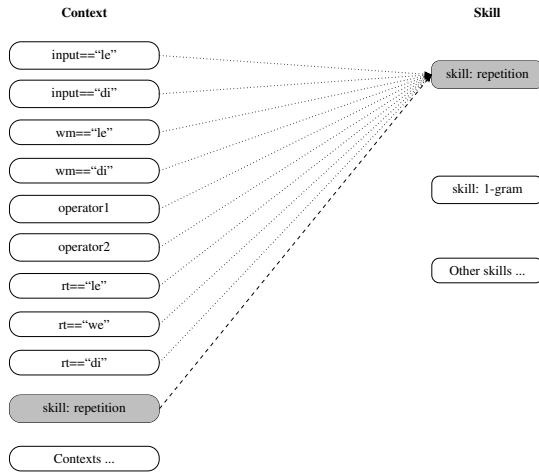 Context
Skill
input==“le”
skill: repetition
input==“di”
wm==“le”
wm==“di”
skill: 1-gram
operator1
operator2
Other skills ...
rt==“le”
rt==“we”
rt==“di”
skill: repetition
Contexts ...